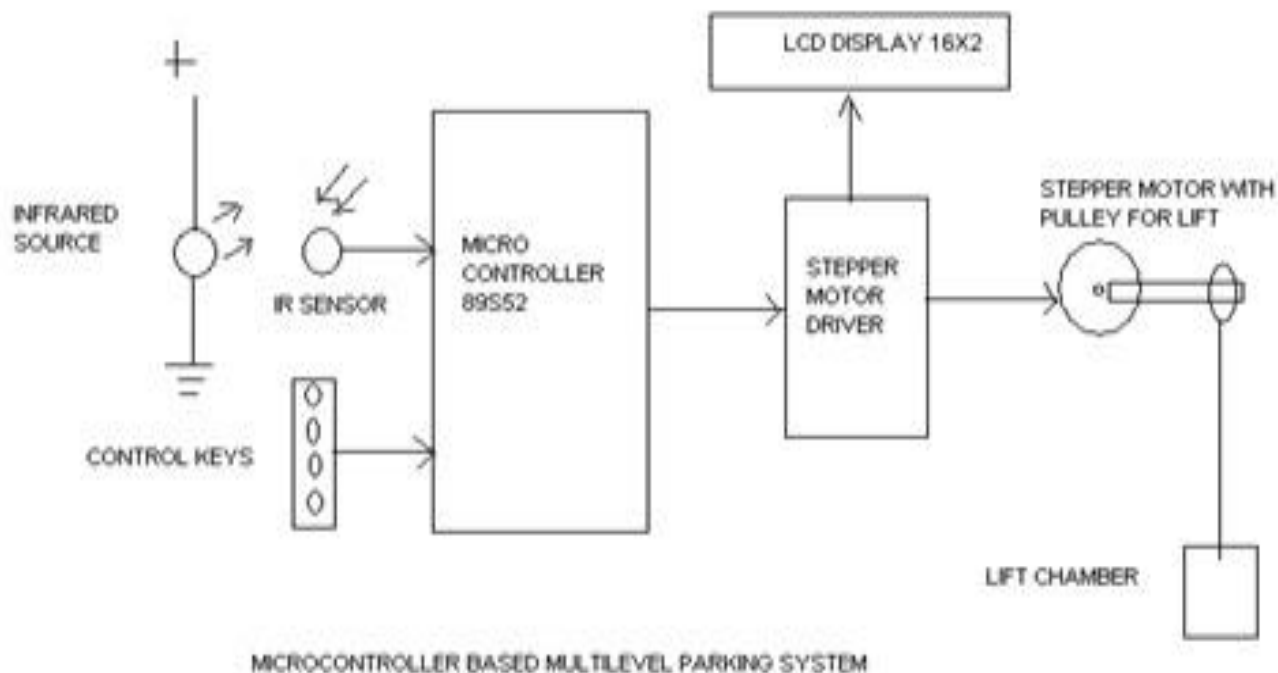 LCD DISPLAY 16X2
INFRARED
SOURCE
IR SENSOR
MICRO
CONTROLLER
89S52
STEPPER
MOTOR
DRIVER
STEPPER MOTOR WITH
PULLEY FOR LIFT
CONTROL KEYS
LIFT CHAMBER
MICROCONTROLLER BASED MULTILEVEL PARKING SYSTEM